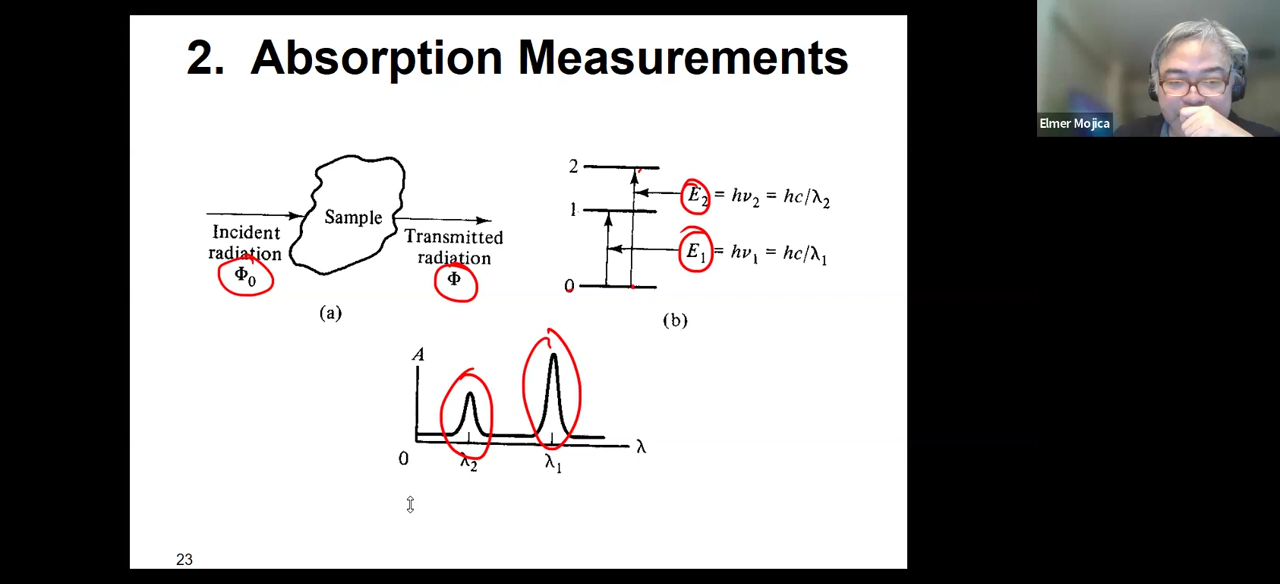 2. Absorption Measurements
Elmer Mojica
Incident
radiation
Φ₀
Sample
Transmitted
radiation
Φ
(a)
2
1
0
E₂ = hν₂ = hc/λ₂
E₁ = hν₁ = hc/λ₁
(b)
A
0
λ₂
λ₁
λ
23